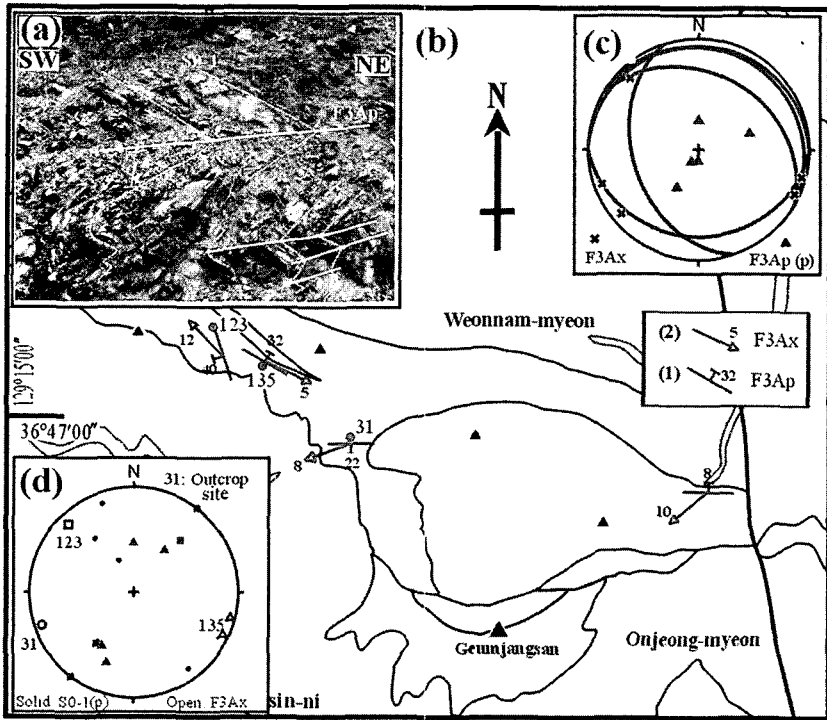 (a)
SW
NE
F3Ap
(b)
N
(c)
N
F3Ax
F3Ap (p)
Weonnam-myeon
(2) 5 F3Ax
(1) 32 F3Ap
123
12
32
10
135
5
129°15′00″
36°47′00″
31
8
22
8
10
(d)
N
31: Outcrop
site
123
135
31
Solid S0-1(p)
Open F3Ax
sin-ni
Geumjangsan
Onjeong-myeon